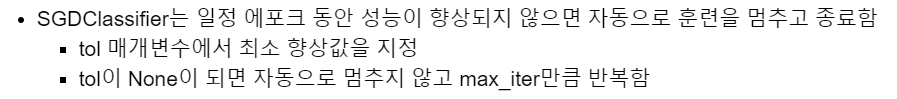 • SGDClassifier는 일정 에포크 동안 성능이 향상되지 않으면 자동으로 훈련을 멈추고 종료함
▪ tol 매개변수에서 최소 향상값을 지정
▪ tol이 None이 되면 자동으로 멈추지 않고 max_iter만큼 반복함